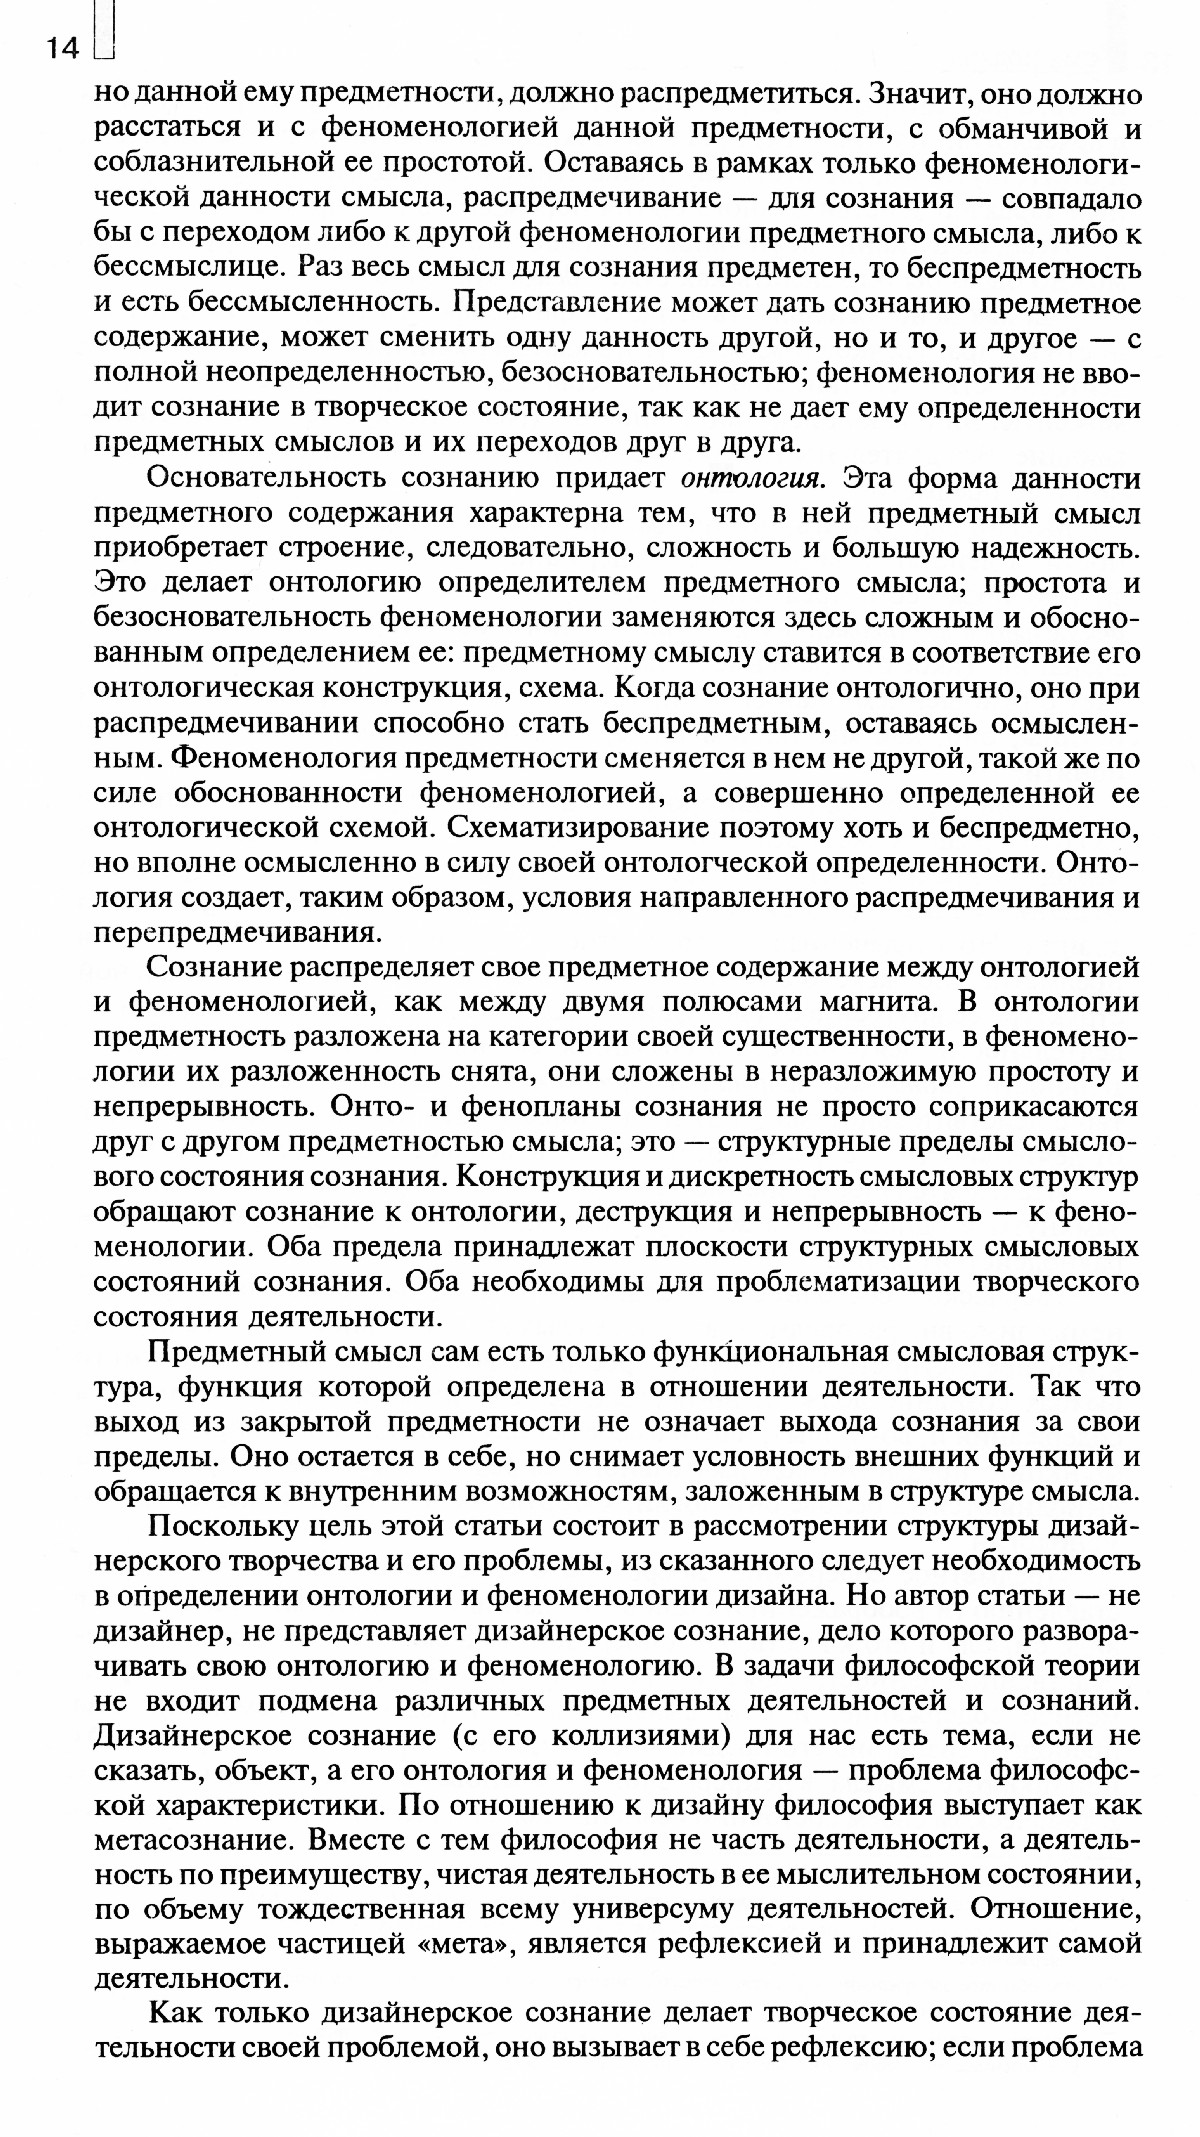 14
но данной ему предметности, должно распредметиться. Значит, оно должно
расстаться и с феноменологией данной предметности, с обманчивой и
соблазнительной ее простотой. Оставаясь в рамках только феноменологи-
ческой данности смысла, распредмечивание — для сознания — совпадало
бы с переходом либо к другой феноменологии предметного смысла, либо к
бессмыслице. Раз весь смысл для сознания предметен, то беспредметность
и есть бессмысленность. Представление может дать сознанию предметное
содержание, может сменить одну данность другой, но и то, и другое — с
полной неопределенностью, безосновательностью; феноменология не вво-
дит сознание в творческое состояние, так как не дает ему определенности
предметных смыслов и их переходов друг в друга.
Основательность сознанию придает онтология. Эта форма данности
предметного содержания характерна тем, что в ней предметный смысл
приобретает строение, следовательно, сложность и большую надежность.
Это делает онтологию определителем предметного смысла; простота и
безосновательность феноменологии заменяются здесь сложным и обосно-
ванным определением ее: предметному смыслу ставится в соответствие его
онтологическая конструкция, схема. Когда сознание онтологично, оно при
распредмечивании способно стать беспредметным, оставаясь осмыслен-
ным. Феноменология предметности сменяется в нем не другой, такой же по
силе обоснованности феноменологией, а совершенно определенной ее
онтологической схемой. Схематизирование поэтому хоть и беспредметно,
но вполне осмысленно в силу своей онтологческой определенности. Онто-
логия создает, таким образом, условия направленного распредмечивания и
перепредмечивания.
Сознание распределяет свое предметное содержание между онтологией
и феноменологией, как между двумя полюсами магнита. В онтологии
предметность разложена на категории своей существенности, в феномено-
логии их разложенность снята, они сложены в неразложимую простоту и
непрерывность. Онто- и фенопланы сознания не просто соприкасаются
друг с другом предметностью смысла; это — структурные пределы смысло-
вого состояния сознания. Конструкция и дискретность смысловых структур
обращают сознание к онтологии, деструкция и непрерывность — к фено-
менологии. Оба предела принадлежат плоскости структурных смысловых
состояний сознания. Оба необходимы для проблематизации творческого
состояния деятельности.
Предметный смысл сам есть только функциональная смысловая струк-
тура, функция которой определена в отношении деятельности. Так что
выход из закрытой предметности не означает выхода сознания за свои
пределы. Оно остается в себе, но снимает условность внешних функций и
обращается к внутренним возможностям, заложенным в структуре смысла.
Поскольку цель этой статьи состоит в рассмотрении структуры дизай-
нерского творчества и его проблемы, из сказанного следует необходимость
в определении онтологии и феноменологии дизайна. Но автор статьи — не
дизайнер, не представляет дизайнерское сознание, дело которого развора-
чивать свою онтологию и феноменологию. В задачи философской теории
не входит подмена различных предметных деятельностей и сознаний.
Дизайнерское сознание (с его коллизиями) для нас есть тема, если не
сказать, объект, а его онтология и феноменология — проблема философс-
кой характеристики. По отношению к дизайну философия выступает как
метасознание. Вместе с тем философия не часть деятельности, а деятель-
ность по преимуществу, чистая деятельность в ее мыслительном состоянии,
по объему тождественная всему универсуму деятельностей. Отношение,
выражаемое частицей «мета», является рефлексией и принадлежит самой
деятельности.
Как только дизайнерское сознание делает творческое состояние дея-
тельности своей проблемой, оно вызывает в себе рефлексию; если проблема